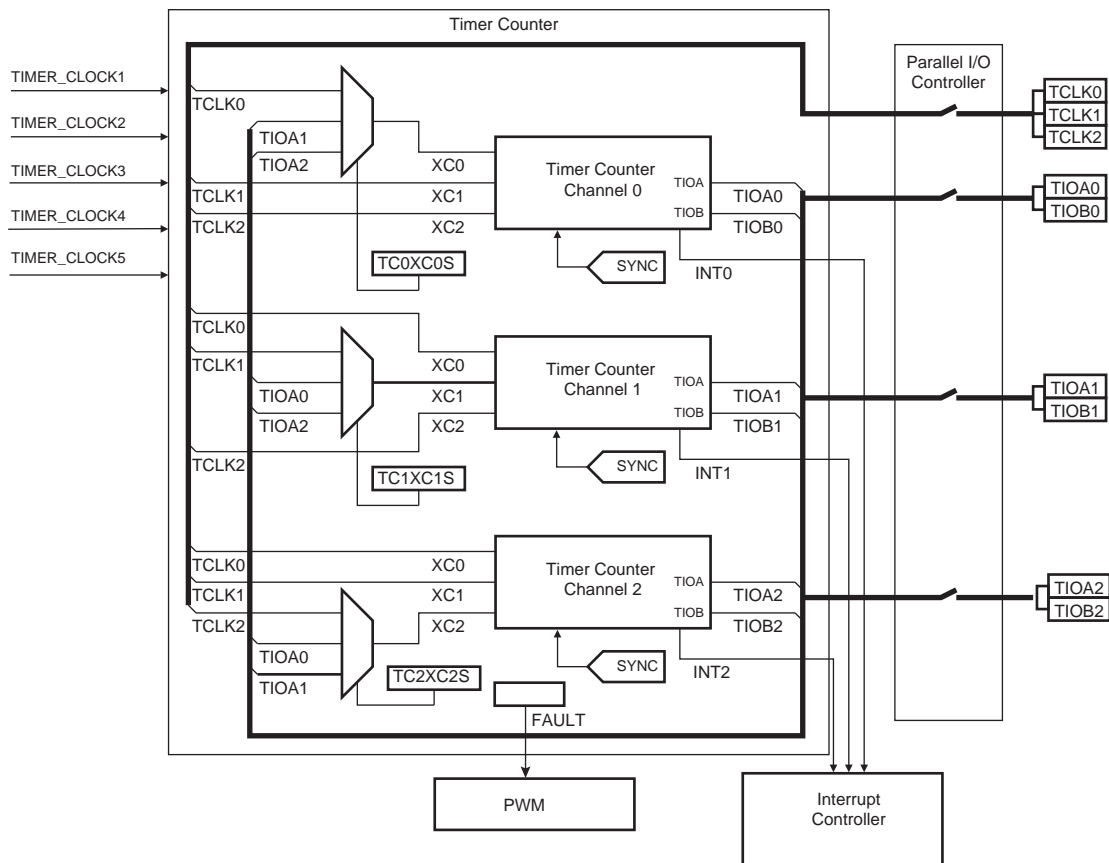 Timer Counter
Parallel I/O
Controller
TIMER_CLOCK1
TIMER_CLOCK2
TIMER_CLOCK3
TIMER_CLOCK4
TIMER_CLOCK5
TCLK0
TIOA1
TIOA2
XC0
TCLK1
XC1
TCLK2
XC2
Timer Counter
Channel 0
TIOA
TIOB
TIOA0
TIOB0
TC0XC0S
SYNC
INT0
TCLK0
TCLK1
TCLK2
TIOA0
TIOB0
TCLK0
TCLK1
XC0
TIOA0
XC1
TIOA2
XC2
TCLK2
Timer Counter
Channel 1
TIOA
TIOB
TIOA1
TIOB1
TC1XC1S
SYNC
INT1
TIOA1
TIOB1
TCLK0
XC0
TCLK1
XC1
TCLK2
XC2
TIOA0
TIOA1
Timer Counter
Channel 2
TIOA
TIOB
TIOA2
TIOB2
TC2XC2S
SYNC
INT2
TIOA2
TIOB2
FAULT
PWM
Interrupt
Controller